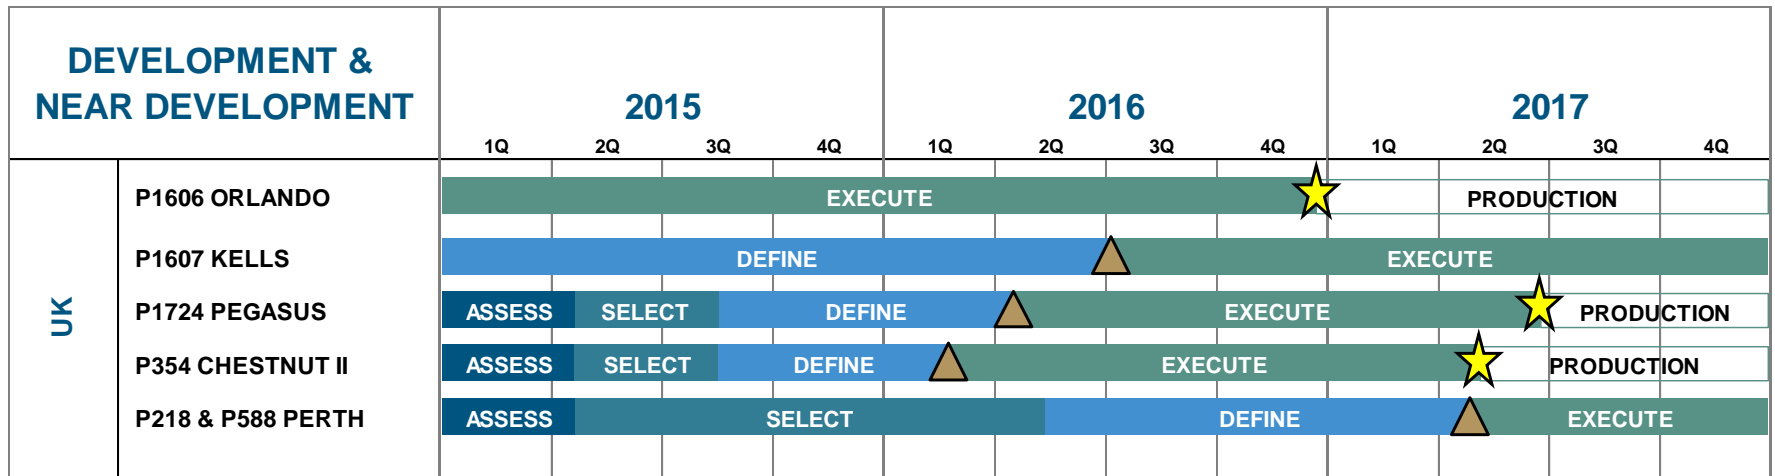 DEVELOPMENT &
NEAR DEVELOPMENT
2015 2016 2017
1Q 2Q 3Q 4Q 1Q 2Q 3Q 4Q 1Q 2Q 3Q 4Q
UK
P1606 ORLANDO EXECUTE PRODUCTION
P1607 KELLS DEFINE EXECUTE
P1724 PEGASUS ASSESS SELECT DEFINE EXECUTE PRODUCTION
P354 CHESTNUT II ASSESS SELECT DEFINE EXECUTE PRODUCTION
P218 & P588 PERTH ASSESS SELECT DEFINE EXECUTE